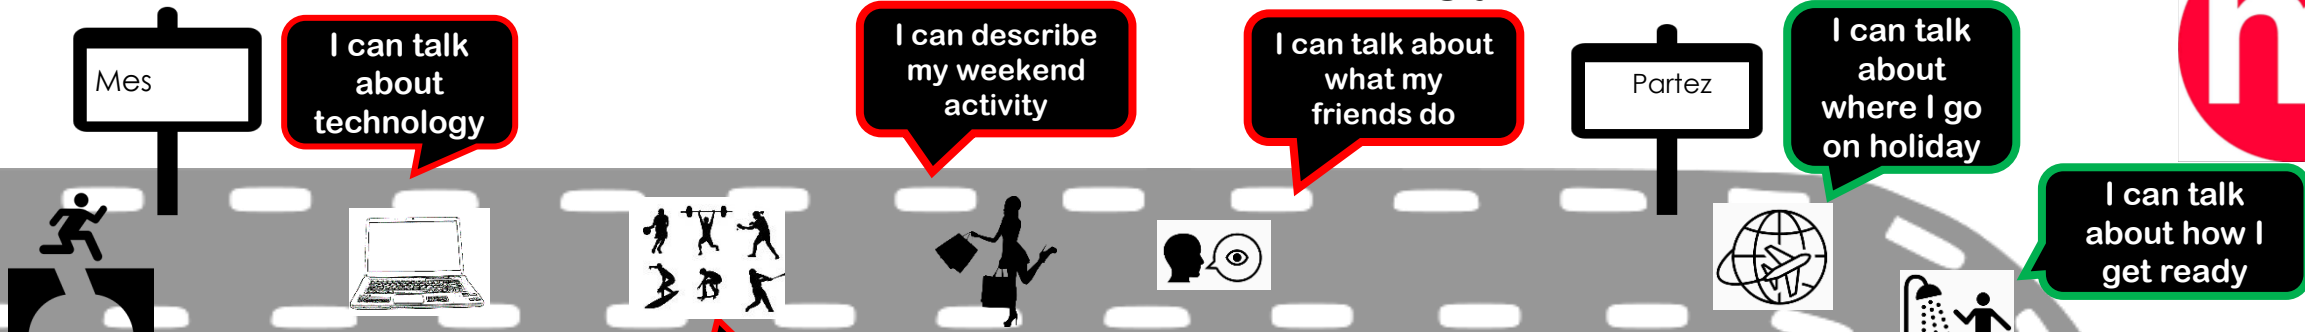 Mes
I can talk
about
technology
I can describe
my weekend
activity
I can talk about
what my
friends do
Partez
I can talk
about
where I go
on holiday
I can talk
about how I
get ready